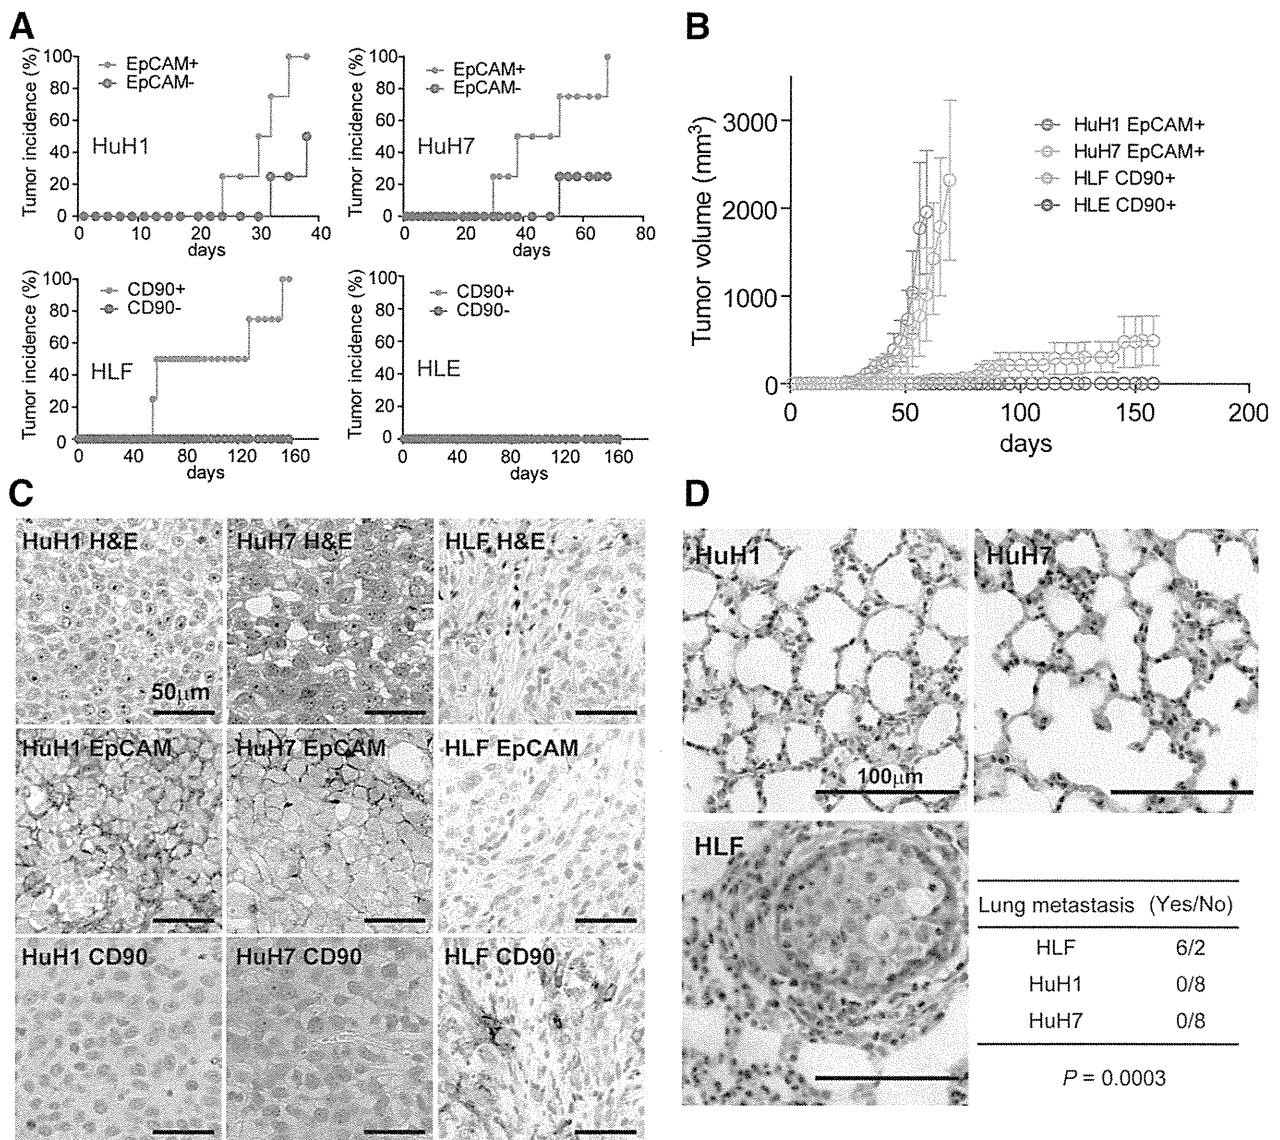 A
Tumor incidence (%)
100
80
60
40
20
0
EpCAM+
EpCAM-
HuH1
0 10 20 30 40
days
Tumor incidence (%)
100
80
60
40
20
0
EpCAM+
EpCAM-
HuH7
0 20 40 60 80
days
Tumor incidence (%)
100
80
60
40
20
0
CD90+
CD90-
HLF
0 40 80 120 160
days
Tumor incidence (%)
100
80
60
40
20
0
CD90+
CD90-
HLE
0 40 80 120 160
days
B
Tumor volume (mm³)
3000
2000
1000
0
HuH1 EpCAM+
HuH7 EpCAM+
HLF CD90+
HLE CD90+
0 50 100 150 200
days
C
HuH1 H&E
50μm
HuH7 H&E
HLF H&E
HuH1 EpCAM
HuH7 EpCAM
HLF EpCAM
HuH1 CD90
HuH7 CD90
HLF CD90
D
HuH1
100μm
HuH7
HLF
Lung metastasis (Yes/No)
HLF 6/2
HuH1 0/8
HuH7 0/8
P = 0.0003